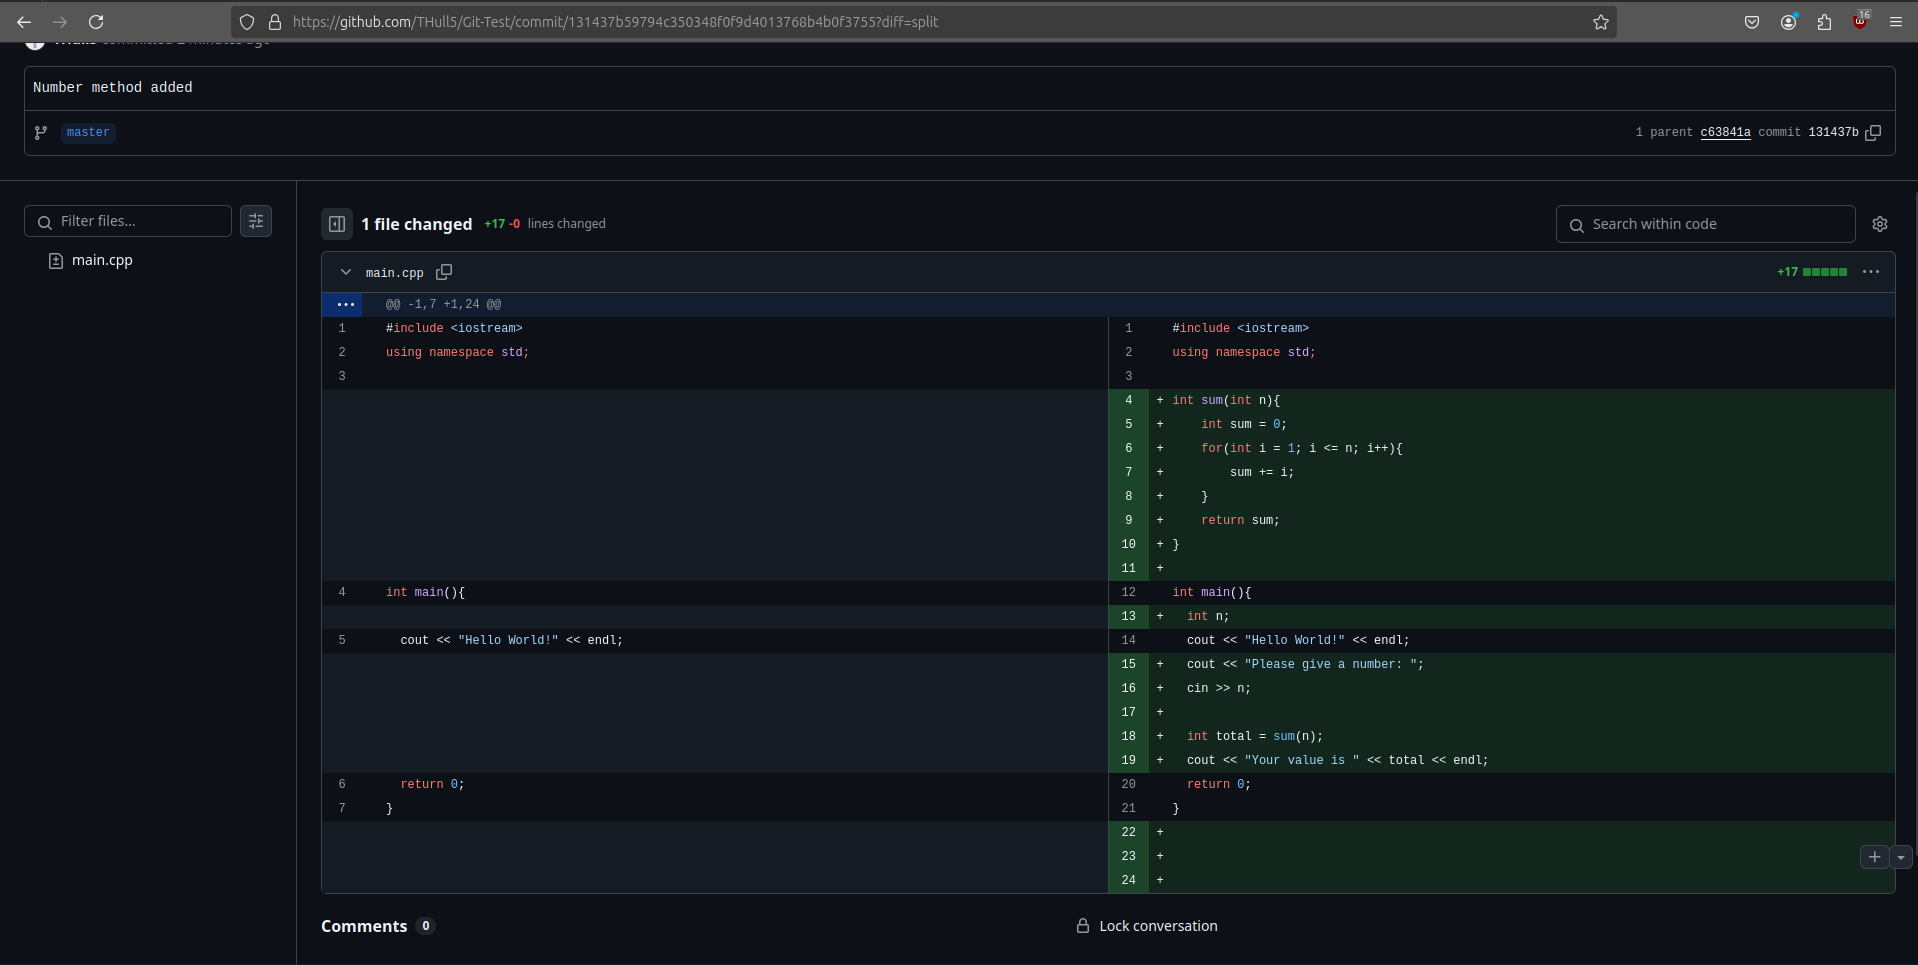 https://github.com/THull5/Git-Test/commit/131437b59794c350348f0f9d4013768b4b0f3755?diff=split
16
THull5 committed 2 minutes ago
Number method added
master
1 parent c63841a commit 131437b
Filter files...
main.cpp
1 file changed +17 -0 lines changed
Search within code
main.cpp
+17
@@ -1,7 +1,24 @@
1 #include <iostream>
2 using namespace std;
3
4 int main(){
5 cout << "Hello World!" << endl;
6 return 0;
7 }
1 #include <iostream>
2 using namespace std;
3
4 + int sum(int n){
5 + int sum = 0;
6 + for(int i = 1; i <= n; i++){
7 + sum += i;
8 + }
9 + return sum;
10 + }
11 +
12 int main(){
13 + int n;
14 cout << "Hello World!" << endl;
15 + cout << "Please give a number: ";
16 + cin >> n;
17 +
18 + int total = sum(n);
19 + cout << "Your value is " << total << endl;
20 return 0;
21 }
22 +
23 +
24 +
Comments 0
Lock conversation